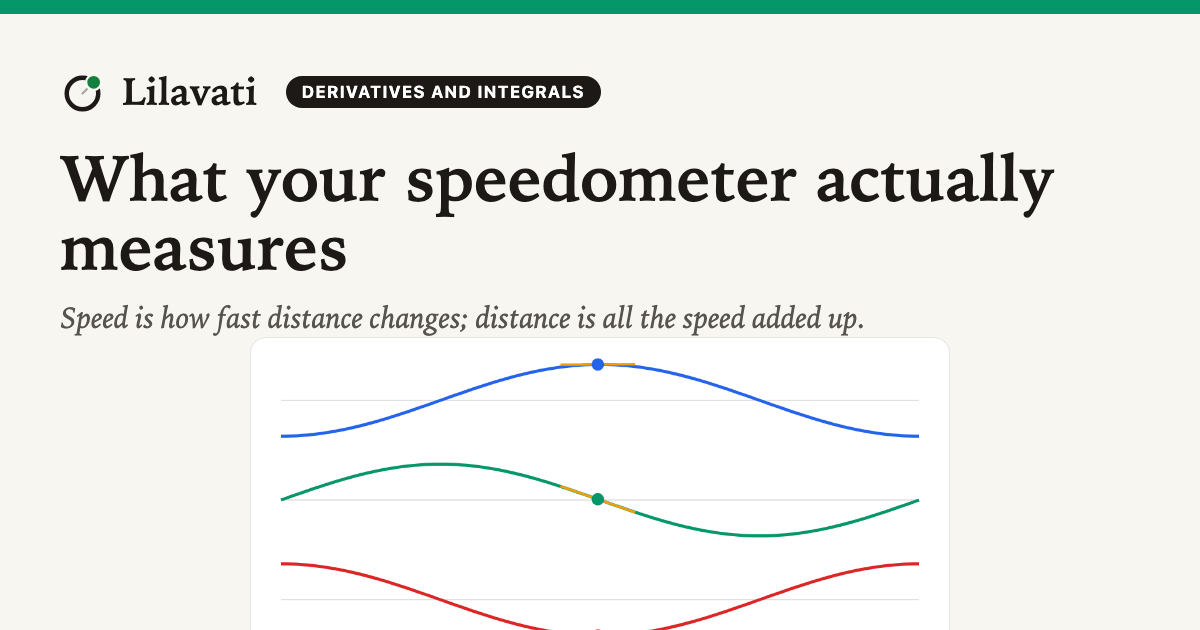 Lilavati
DERIVATIVES AND INTEGRALS
What your speedometer actually
measures
Speed is how fast distance changes; distance is all the speed added up.